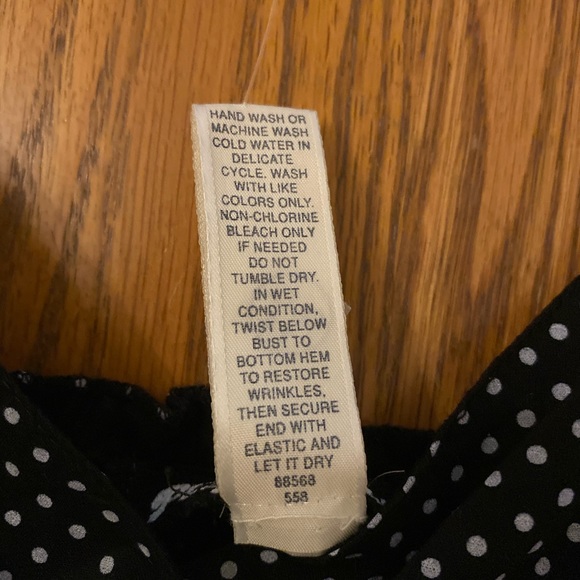 HAND WASH OR
MACHINE WASH
COLD WATER IN
DELICATE
CYCLE. WASH
WITH LIKE
COLORS ONLY.
NON-CHLORINE
BLEACH ONLY
IF NEEDED
DO NOT
TUMBLE DRY.
IN WET
CONDITION,
TWIST BELOW
BUST TO
BOTTOM HEM
TO RESTORE
WRINKLES,
THEN SECURE
END WITH
ELASTIC AND
LET IT DRY
88568
558